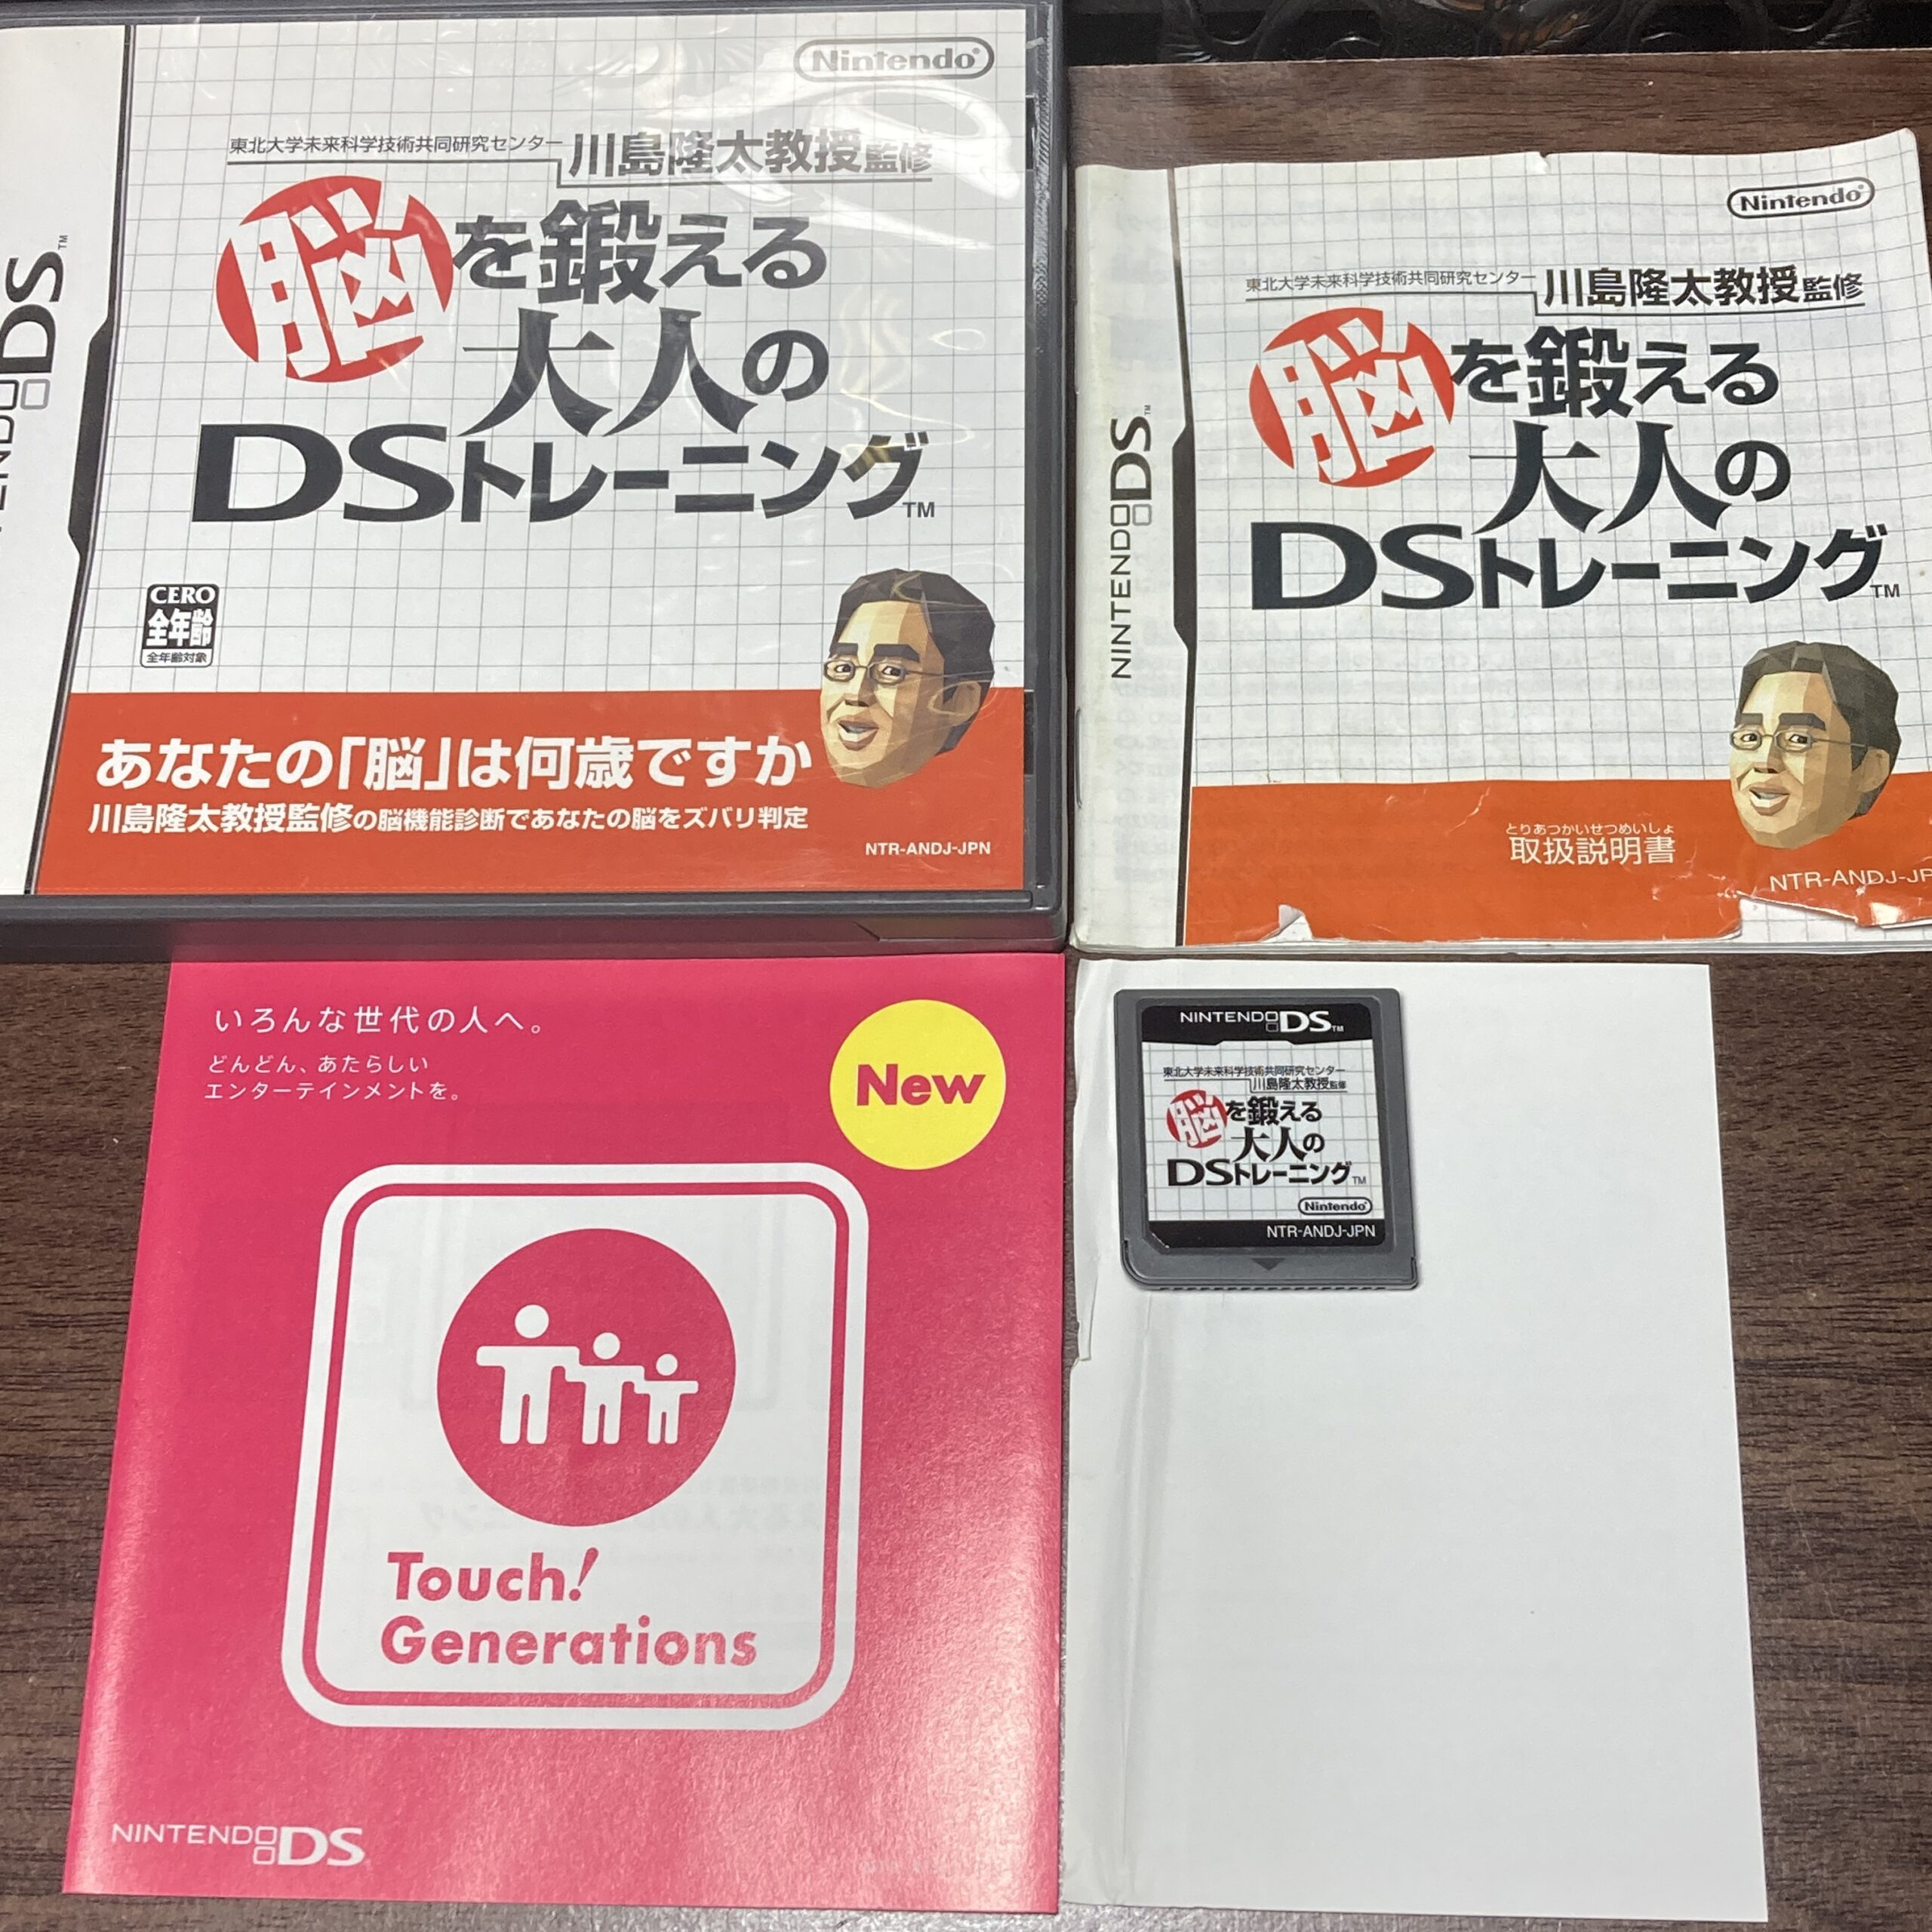 Nintendo®
東北大学未来科学技術共同研究センター
川島隆太教授監修
脳を鍛える
大人の
DSトレーニング™
CERO
全年齢
全年齢対象
あなたの「脳」は何歳ですか
川島隆太教授監修の脳機能診断であなたの脳をズバリ判定
NTR-ANDJ-JPN
DS™
Nintendo®
東北大学未来科学技術共同研究センター
川島隆太教授監修
脳を鍛える
大人の
DSトレーニング™
NINTENDO DS™
とりあつかいせつめいしょ
取扱説明書
NTR-ANDJ-JP
いろんな世代の人へ。
どんどん、あたらしい
エンターテインメントを。
New
Touch!
Generations
NINTENDO DS
NINTENDO DS™
東北大学未来科学技術共同研究センター
川島隆太教授監修
脳を鍛える
大人の
DSトレーニング™
Nintendo®
NTR-ANDJ-JPN